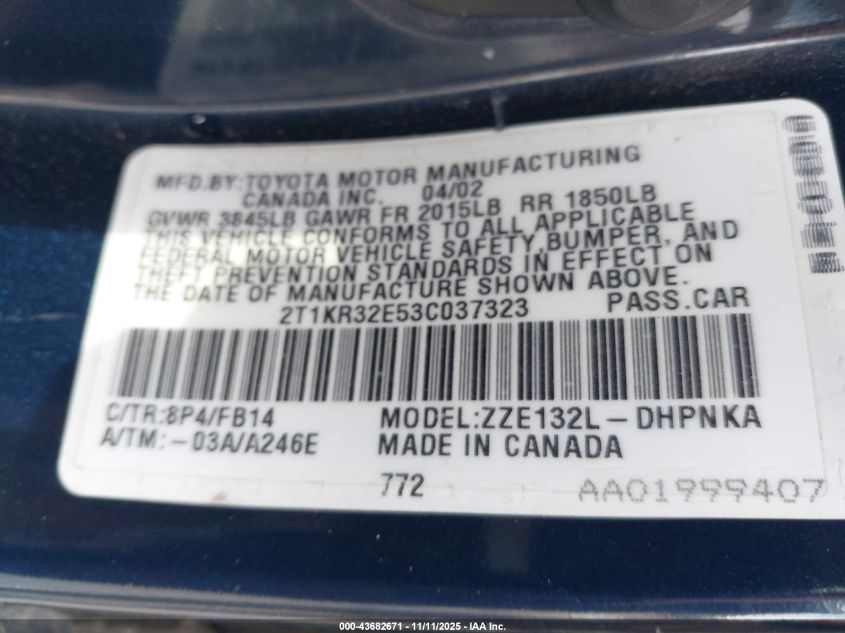 MFD.BY:TOYOTA MOTOR MANUFACTURING
CANADA INC. 04/02
GVWR 3845LB GAWR FR 2015LB RR 1850LB
THIS VEHICLE CONFORMS TO ALL APPLICABLE
FEDERAL MOTOR VEHICLE SAFETY,BUMPER, AND
THEFT PREVENTION STANDARDS IN EFFECT ON
THE DATE OF MANUFACTURE SHOWN ABOVE.
2T1KR32E53C037323 PASS.CAR
C/TR:8P4/FB14 MODEL:ZZE132L-DHPNKA
A/TM:-03A/A246E MADE IN CANADA
772 AA01999407
000-43682671 - 11/11/2025 - IAA Inc.